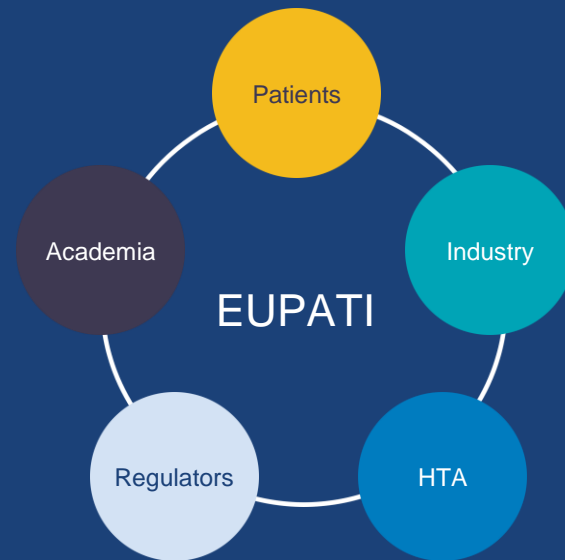 Patients
Academia
Industry
EUPATI
Regulators
HTA